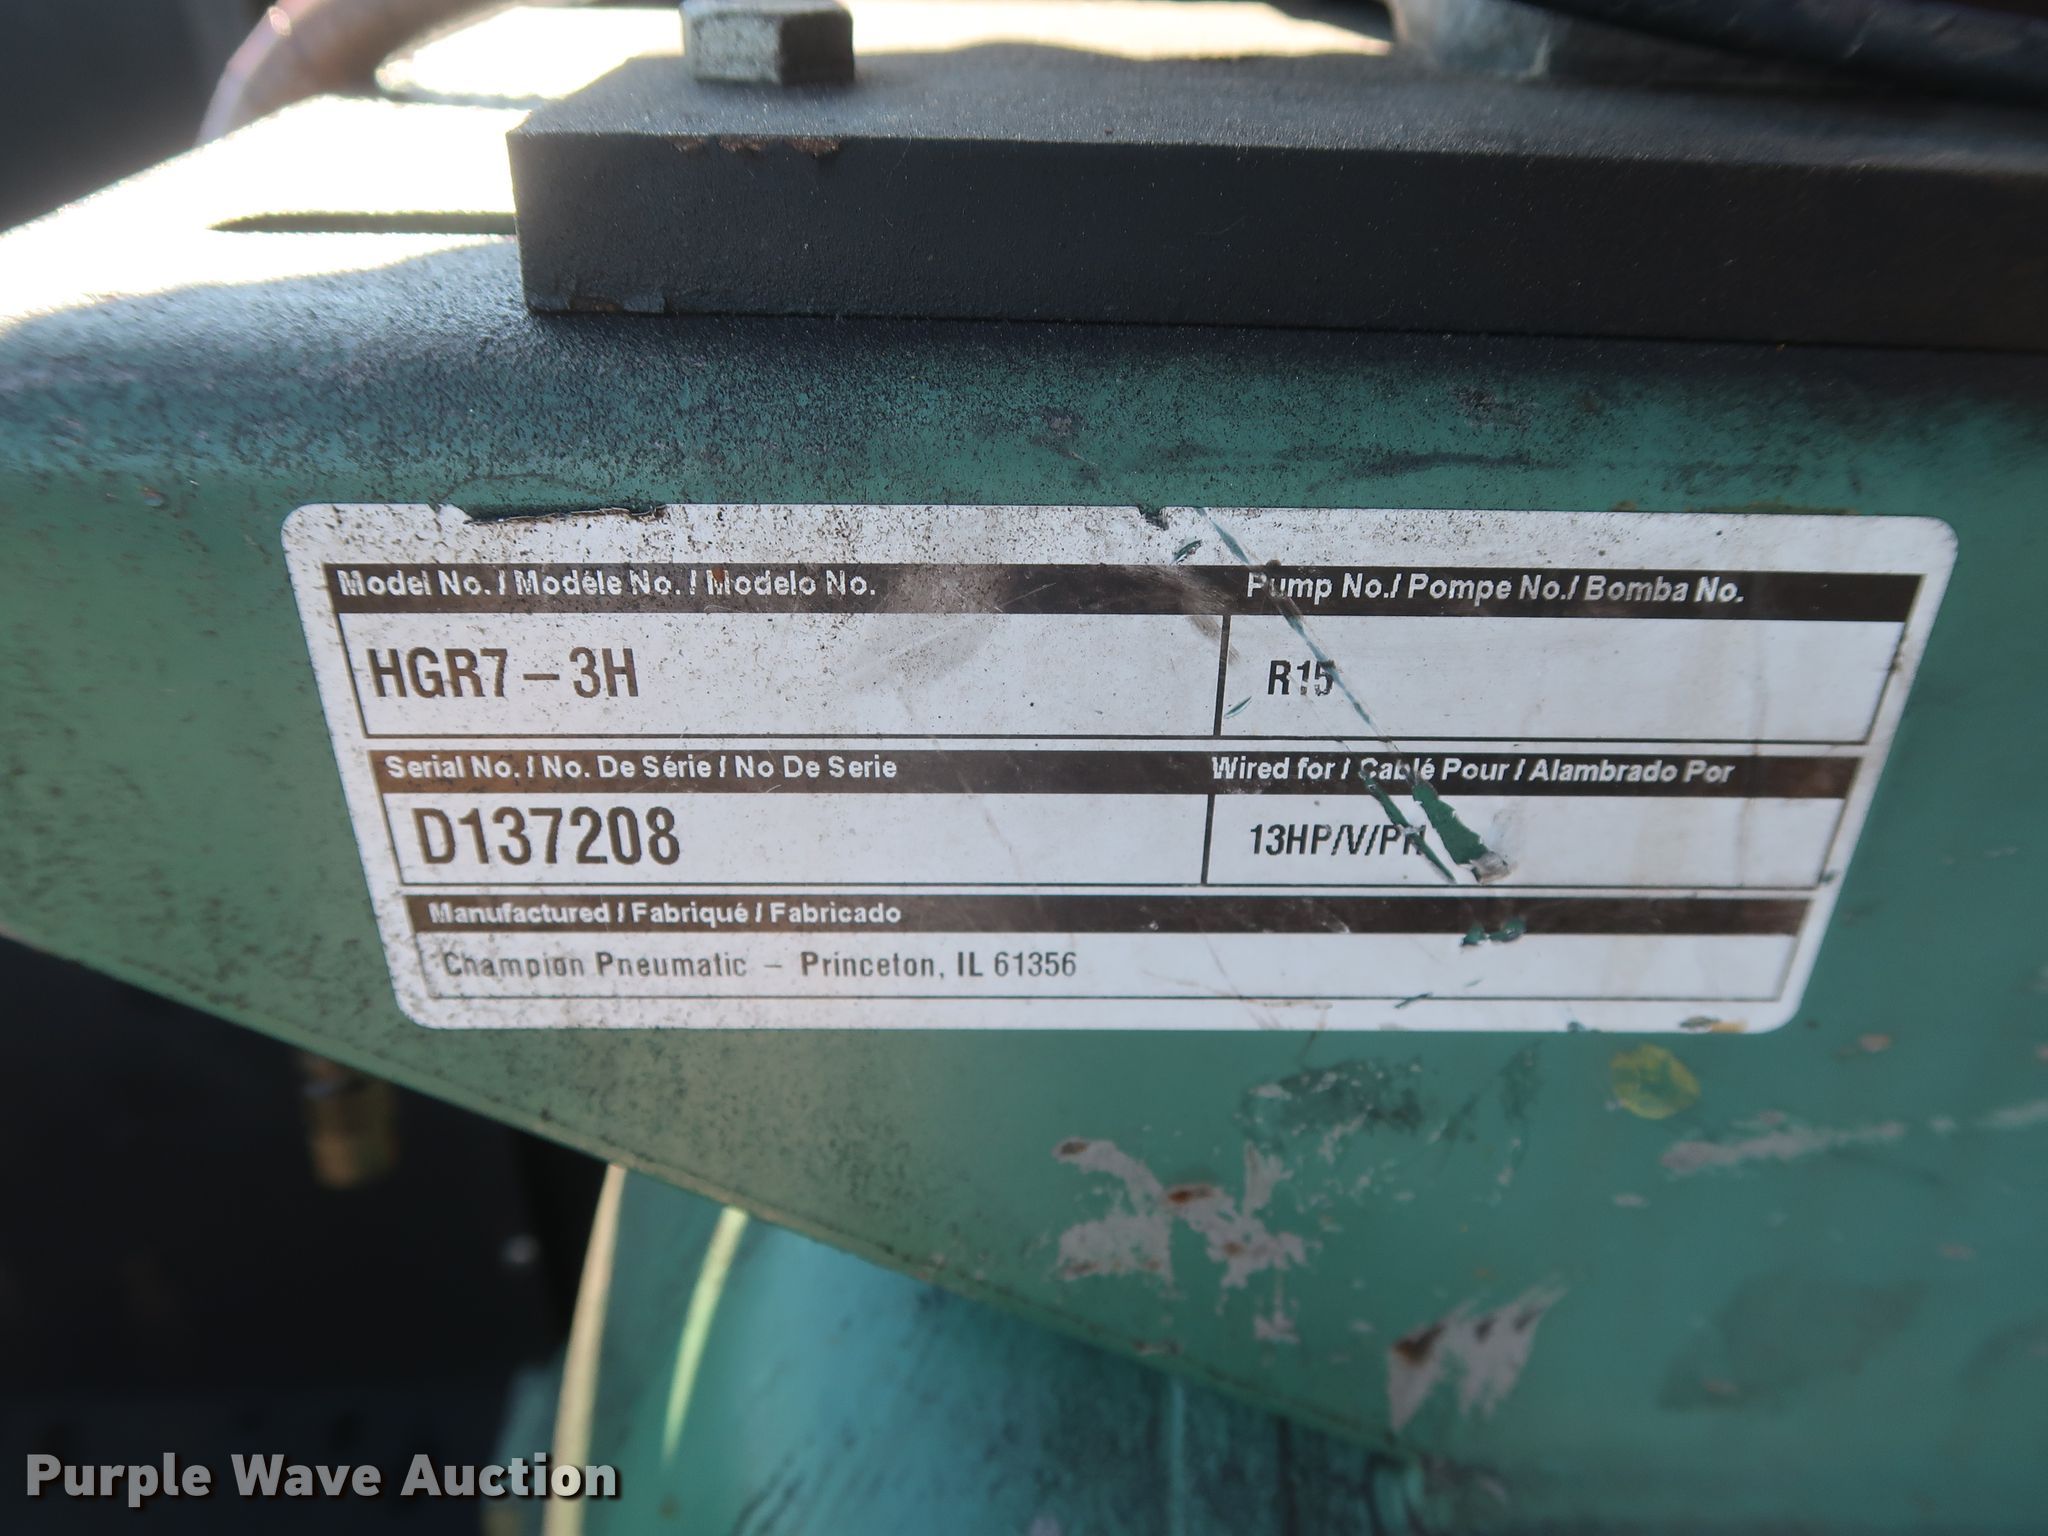 Model No. / Modéle No. / Modelo No.
Pump No./ Pompe No./ Bomba No.
HGR7 – 3H
R15
Serial No. / No. De Série / No De Serie
Wired for / Cablé Pour / Alambrado Por
D137208
13HP/V/PH
Manufactured / Fabriqué / Fabricado
Champion Pneumatic – Princeton, IL 61356
Purple Wave Auction